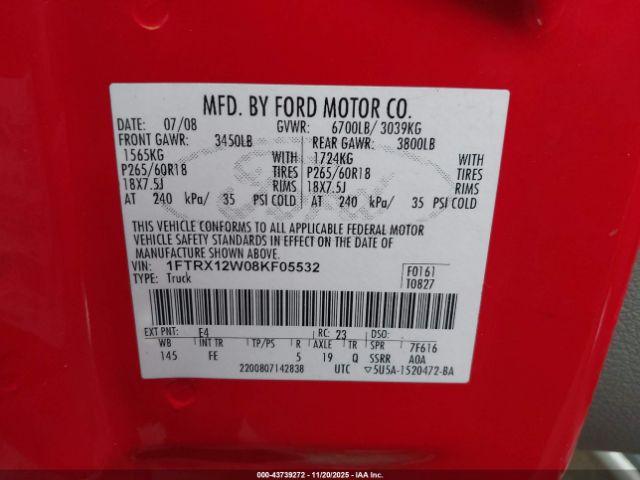 MFD. BY FORD MOTOR CO.
DATE: 07/08 GVWR: 6700LB/ 3039KG
FRONT GAWR: 3450LB REAR GAWR: 3800LB
1565KG WITH 1724KG WITH
P265/60R18 TIRES P265/60R18 TIRES
18X7.5J RIMS 18X7.5J RIMS
AT 240 kPa/ 35 PSI COLD AT 240 kPa/ 35 PSI COLD
THIS VEHICLE CONFORMS TO ALL APPLICABLE FEDERAL MOTOR
VEHICLE SAFETY STANDARDS IN EFFECT ON THE DATE OF
MANUFACTURE SHOWN ABOVE.
VIN: 1FTRX12W08KF05532 F0161
TYPE: Truck T0827
EXT PNT: E4 RC: 23 DSO:
WB INT TR TP/PS R AXLE TR SPR 7F616
145 FE 5 19 Q SSRR A0A
2200807142838 UTC ▽5U5A-1520472-BA
Ford
000-43739272 — 11/20/2025 — IAAI.com